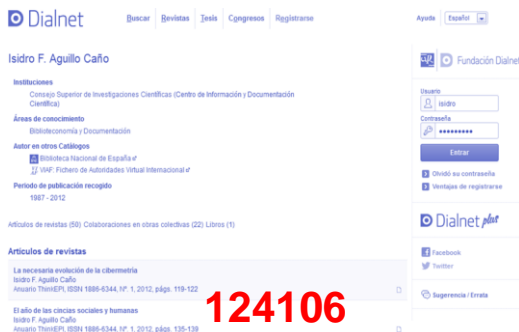 Dialnet
Buscar Revistas Tesis Congresos Registrarse
Ayuda Español
Isidro F. Aguillo Caño
Instituciones
Consejo Superior de Investigaciones Científicas (Centro de Información y Documentación
Científica)
Áreas de conocimiento
Biblioteconomía y Documentación
Autor en otros Catálogos
Biblioteca Nacional de España
VIAF: Fichero de Autoridades Virtual Internacional
Periodo de publicación recogido
1987 - 2012
Artículos de revistas (50) Colaboraciones en obras colectivas (22) Libros (1)
Artículos de revistas
La necesaria evolución de la cibermetría
Isidro F. Aguillo Caño
Anuario ThinkEPI, ISSN 1886-6344, Nº. 1, 2012, págs. 119-122
El año de las cincias sociales y humanas
Isidro F. Aguillo Caño
Anuario ThinkEPI, ISSN 1886-6344, Nº. 1, 2012, págs. 135-139
124106
Fundación Dialnet
Usuario
isidro
Contraseña
•••••••••
Entrar
Olvidó su contraseña
Ventajas de registrarse
Dialnet plus
Facebook
Twitter
Sugerencia / Errata